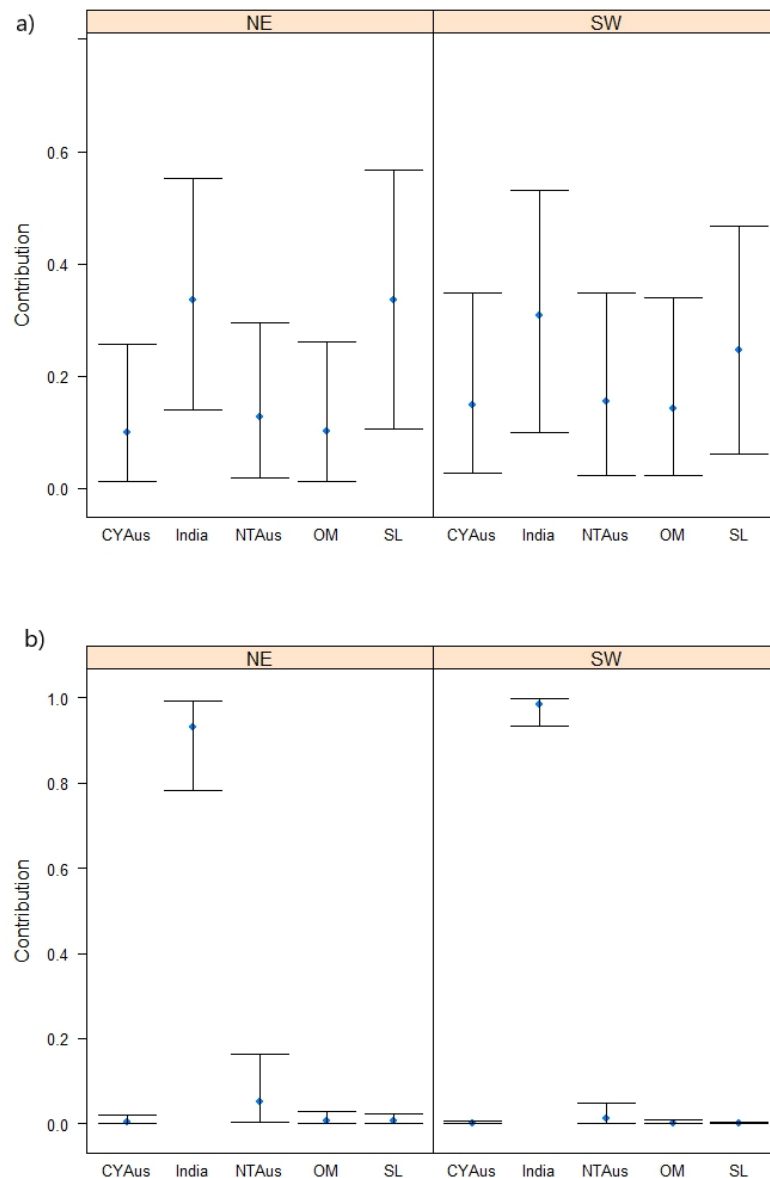 a)
NE SW
0.6
0.4
0.2
0.0
Contribution
CYAus India NTAus OM SL CYAus India NTAus OM SL
b)
NE SW
1.0
0.8
0.6
0.4
0.2
0.0
Contribution
CYAus India NTAus OM SL CYAus India NTAus OM SL